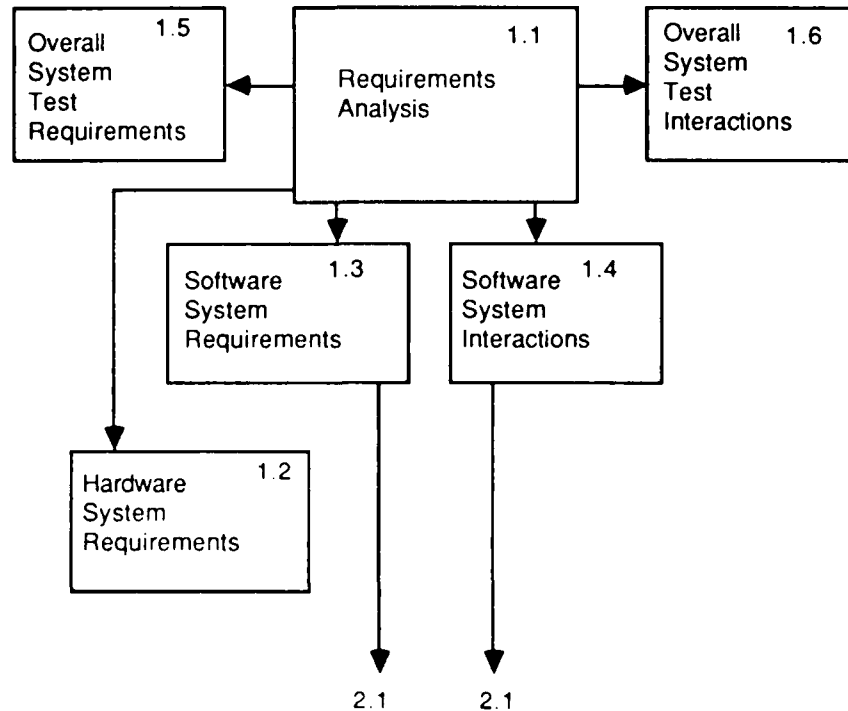 1.5
Overall
System
Test
Requirements
1.1
Requirements
Analysis
1.6
Overall
System
Test
Interactions
1.3
Software
System
Requirements
1.4
Software
System
Interactions
1.2
Hardware
System
Requirements
2.1
2.1